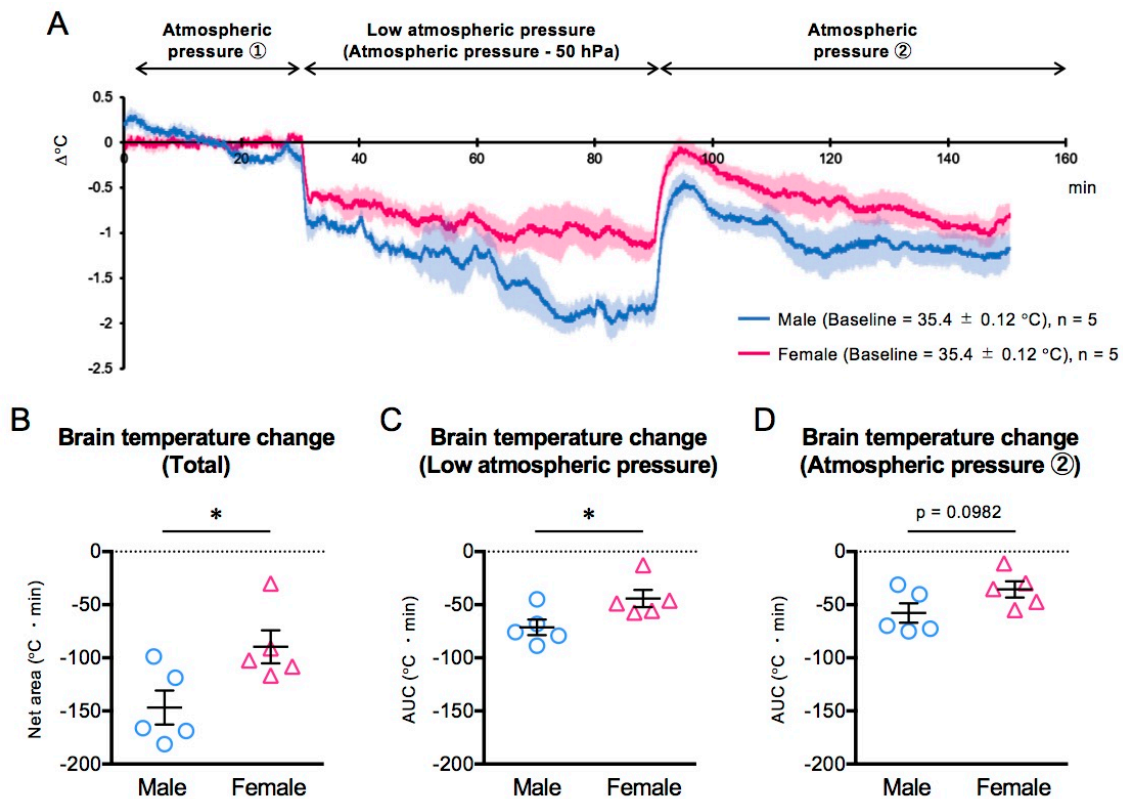 A
Atmospheric
pressure ①
Low atmospheric pressure
(Atmospheric pressure - 50 hPa)
Atmospheric
pressure ②
Δ°C
0.5
0
-0.5
-1
-1.5
-2
-2.5
0
20
40
60
80
100
120
140
160
min
Male (Baseline = 35.4 ± 0.12 °C), n = 5
Female (Baseline = 35.4 ± 0.12 °C), n = 5
B
Brain temperature change
(Total)
*
Net area (°C ・min)
0
-50
-100
-150
-200
Male
Female
C
Brain temperature change
(Low atmospheric pressure)
*
AUC (°C ・min)
0
-50
-100
-150
-200
Male
Female
D
Brain temperature change
(Atmospheric pressure ②)
p = 0.0982
AUC (°C ・min)
0
-50
-100
-150
-200
Male
Female